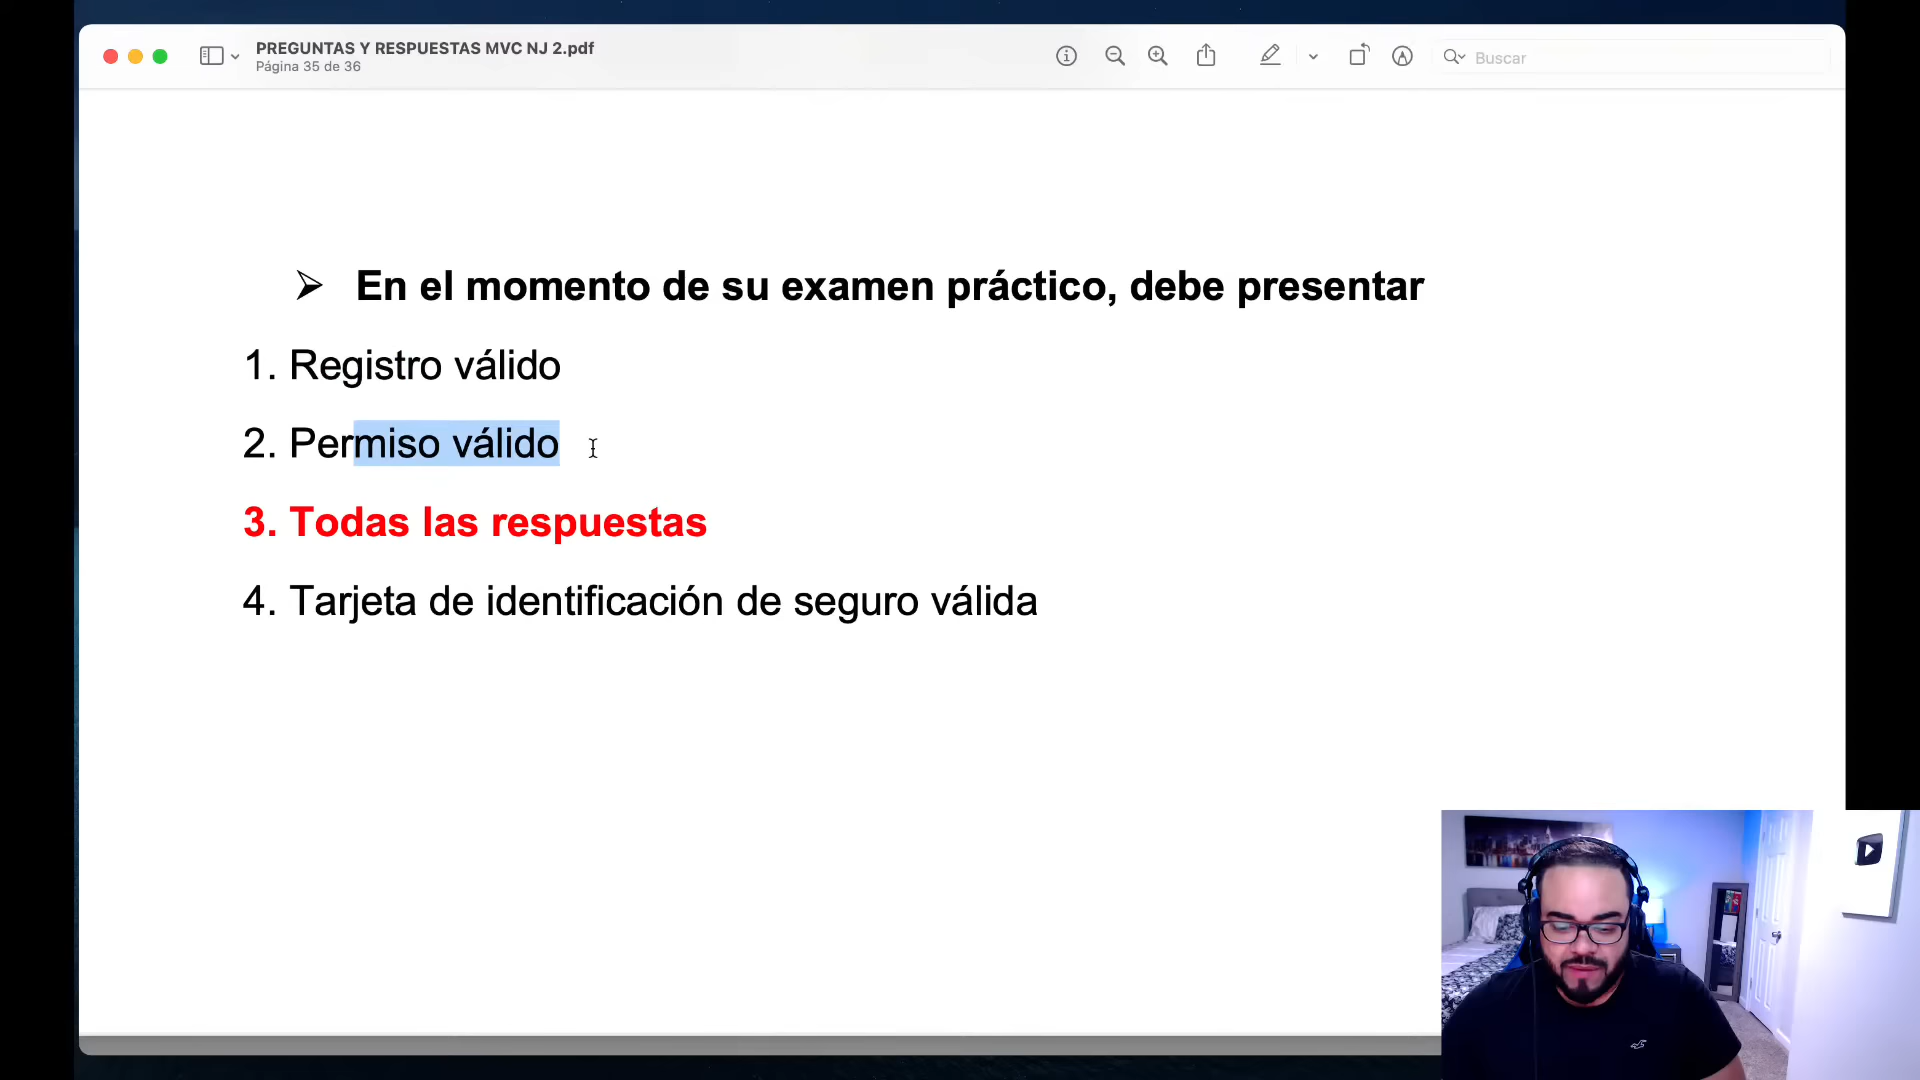 PREGUNTAS Y RESPUESTAS MVC NJ 2.pdf
Página 35 de 36
Buscar
➢ En el momento de su examen práctico, debe presentar
1. Registro válido
2. Permiso válido
3. Todas las respuestas
4. Tarjeta de identificación de seguro válida